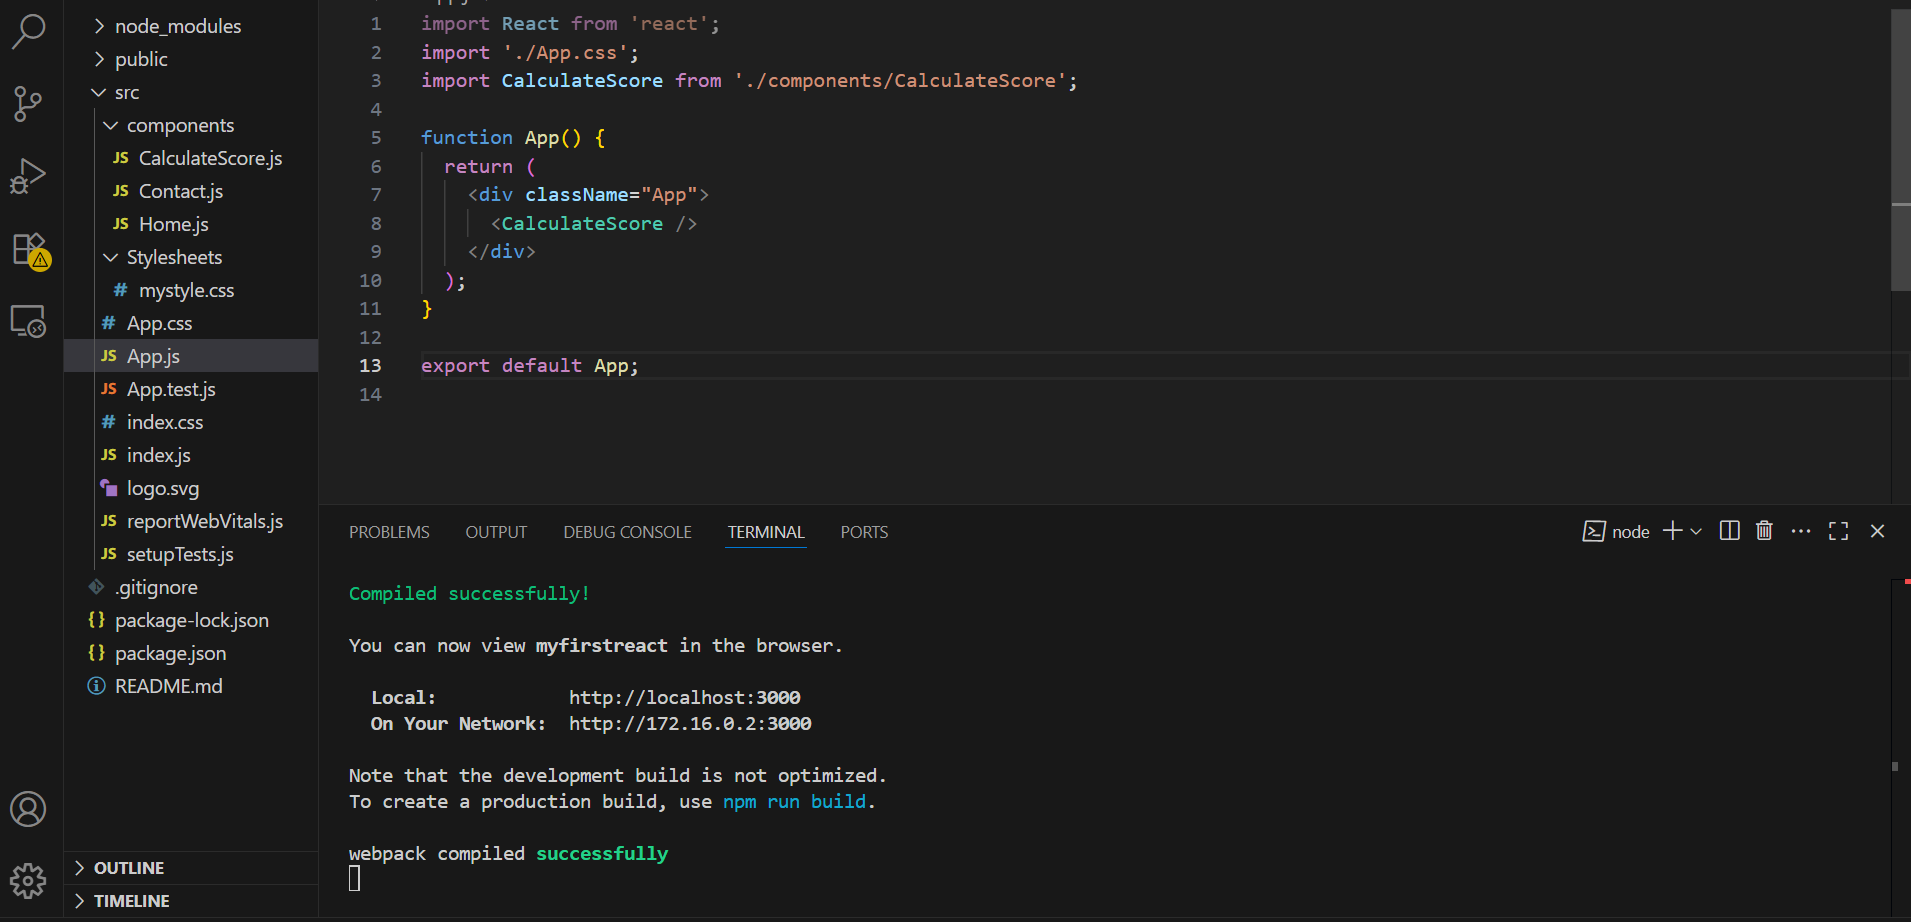 node_modules
public
src
components
JS CalculateScore.js
JS Contact.js
JS Home.js
Stylesheets
# mystyle.css
# App.css
JS App.js
JS App.test.js
# index.css
JS index.js
logo.svg
JS reportWebVitals.js
JS setupTests.js
.gitignore
{} package-lock.json
{} package.json
README.md
OUTLINE
TIMELINE
1 import React from 'react';
2 import './App.css';
3 import CalculateScore from './components/CalculateScore';
4
5 function App() {
6 return (
7 <div className="App">
8 <CalculateScore />
9 </div>
10 );
11 }
12
13 export default App;
14
PROBLEMS OUTPUT DEBUG CONSOLE TERMINAL PORTS node
Compiled successfully!
You can now view myfirstreact in the browser.
Local: http://localhost:3000
On Your Network: http://172.16.0.2:3000
Note that the development build is not optimized.
To create a production build, use npm run build.
webpack compiled successfully